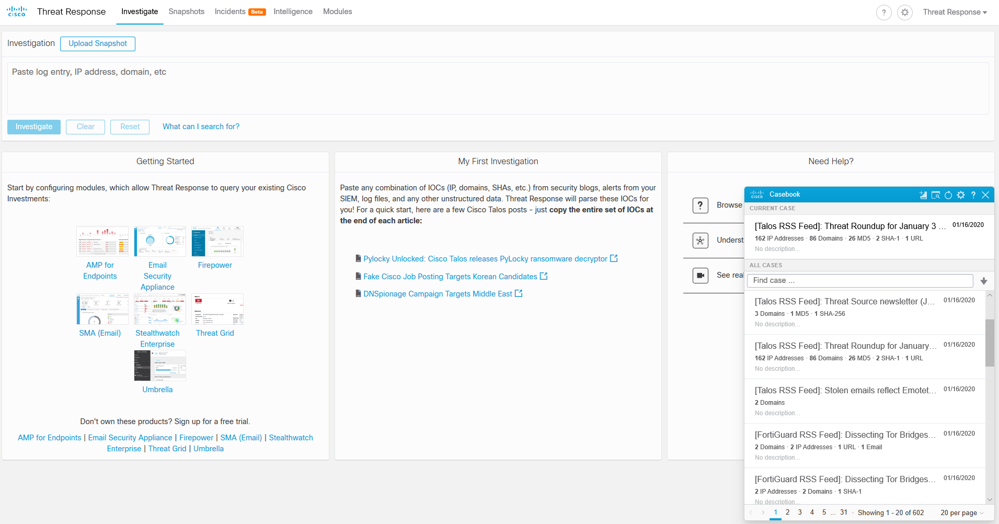 cisco
Threat Response
Investigate
Snapshots
Incidents Beta
Intelligence
Modules
?
Threat Response
Investigation
Upload Snapshot
Paste log entry, IP address, domain, etc
Investigate
Clear
Reset
What can I search for?
Getting Started
Start by configuring modules, which allow Threat Response to query your existing Cisco
Investments:
AMP for
Endpoints
Email
Security
Appliance
Firepower
SMA (Email)
Stealthwatch
Enterprise
Threat Grid
Umbrella
Don't own these products? Sign up for a free trial.
AMP for Endpoints | Email Security Appliance | Firepower | SMA (Email) | Stealthwatch
Enterprise | Threat Grid | Umbrella
My First Investigation
Paste any combination of IOCs (IP, domains, SHAs, etc.) from security blogs, alerts from your
SIEM, log files, and any other unstructured data. Threat Response will parse these IOCs for
you! For a quick start, here are a few Cisco Talos posts - just copy the entire set of IOCs at
the end of each article:
Pylocky Unlocked: Cisco Talos releases PyLocky ransomware decryptor
Fake Cisco Job Posting Targets Korean Candidates
DNSpionage Campaign Targets Middle East
Need Help?
? Browse
Underst
See rea
cisco Casebook ?
CURRENT CASE
[Talos RSS Feed]: Threat Roundup for January 3 ... 01/16/2020
162 IP Addresses · 86 Domains · 26 MD5 · 2 SHA-1 · 1 URL
No description...
ALL CASES
Find case ...
[Talos RSS Feed]: Threat Source newsletter (J... 01/16/2020
3 Domains · 1 MD5 · 1 SHA-256
No description...
[Talos RSS Feed]: Threat Roundup for January... 01/16/2020
162 IP Addresses · 86 Domains · 26 MD5 · 2 SHA-1 · 1 URL
No description...
[Talos RSS Feed]: Stolen emails reflect Emotet... 01/16/2020
2 Domains
No description...
[FortiGuard RSS Feed]: Dissecting Tor Bridges... 01/16/2020
2 Domains · 2 IP Addresses · 1 URL · 1 Email
No description...
[FortiGuard RSS Feed]: Dissecting Tor Bridges... 01/16/2020
2 IP Addresses · 2 Domains · 1 SHA-1
No description...
1 2 3 4 5 ... 31 · Showing 1 - 20 of 602 20 per page